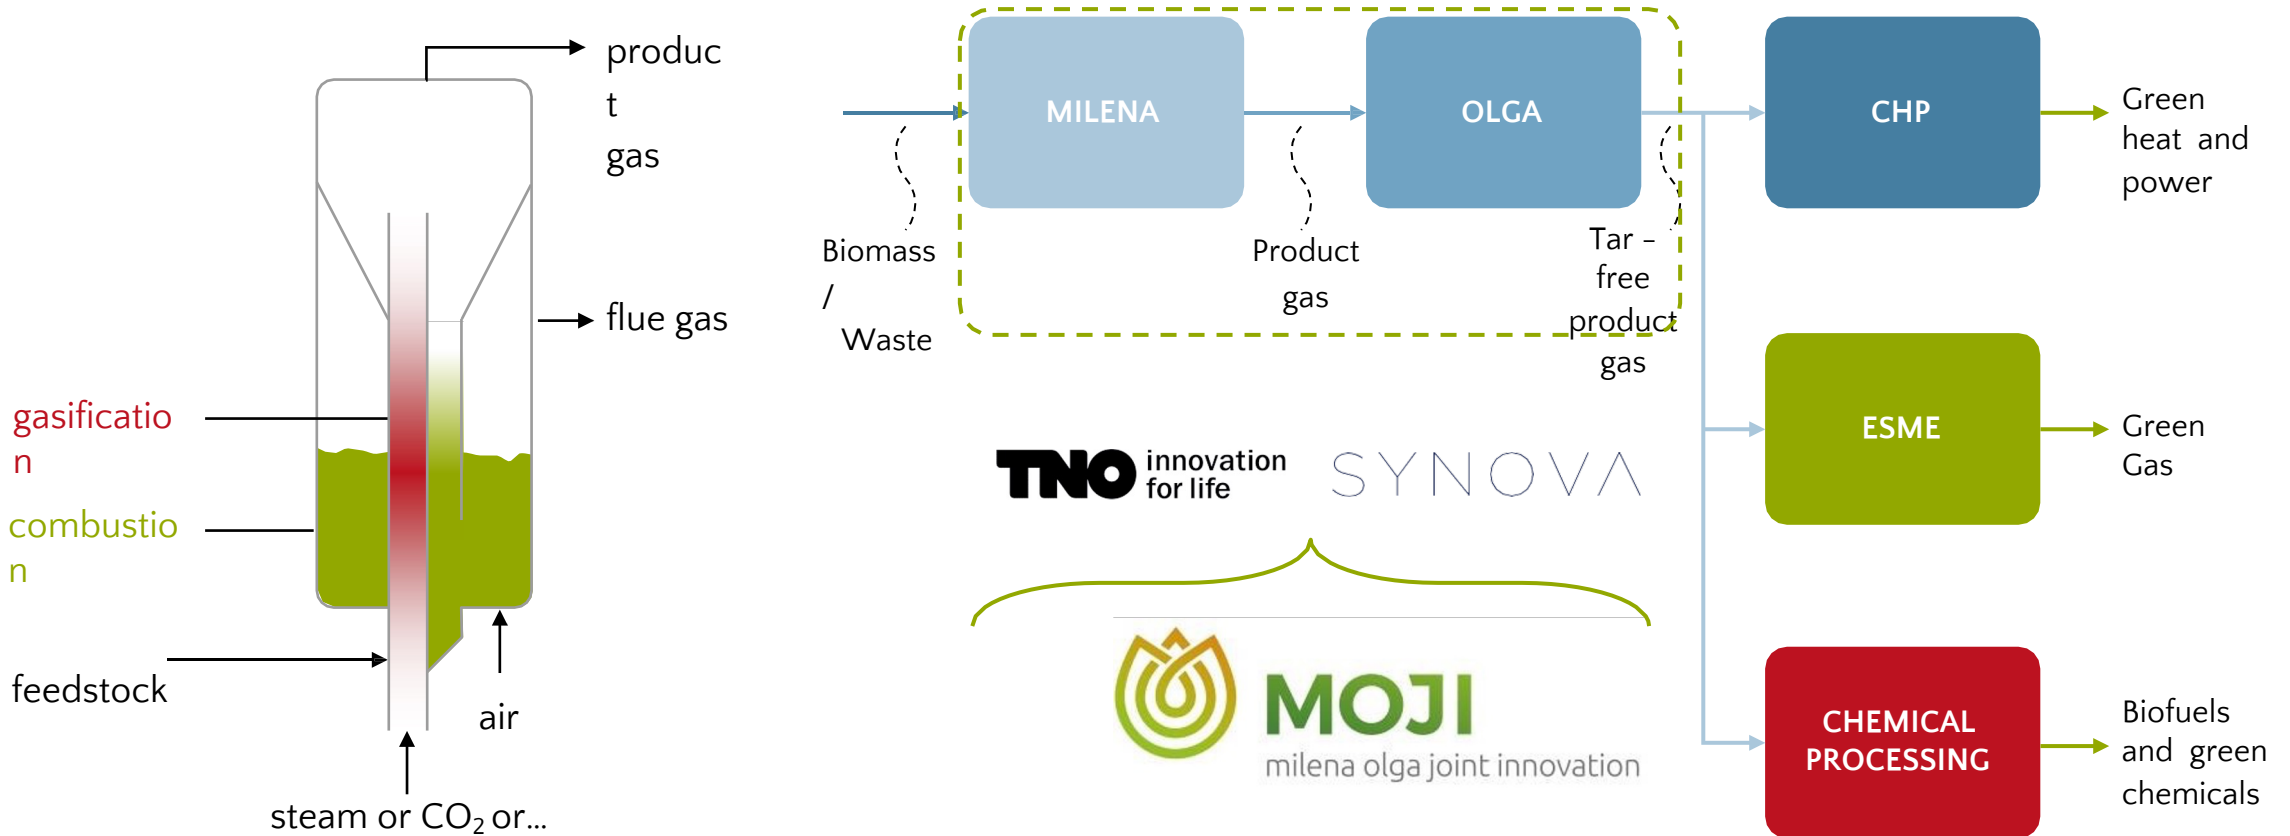 produc
t
gas
flue gas
gasificatio
n
combustio
n
feedstock
air
steam or CO₂ or...
MILENA
OLGA
CHP
Green
heat and
power
Biomass
/
Waste
Product
gas
Tar -
free
product
gas
ESME
Green
Gas
TNO innovation
for life
SYNOVA
MOJI
milena olga joint innovation
CHEMICAL
PROCESSING
Biofuels
and green
chemicals